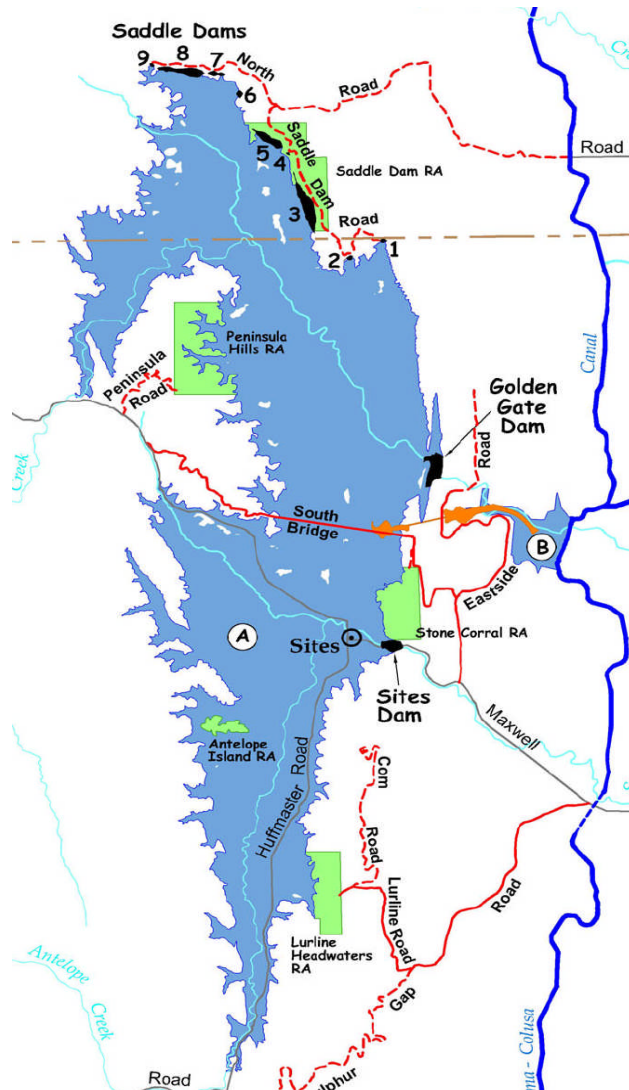 Saddle Dams
9
8
7
North
Road
6
Creek
Saddle
Dam
Road
5
4
Saddle Dam RA
3
Road
2
1
Canal
Peninsula
Hills RA
Peninsula
Road
Golden
Gate
Dam
Road
Creek
South
Bridge
B
Eastside
A
Sites
Stone Corral RA
Sites
Dam
Maxwell
Antelope
Island RA
Huffmaster Road
Com
Road
Lurline Road
Road
Lurline
Headwaters
RA
Gap
Antelope
Creek
Road